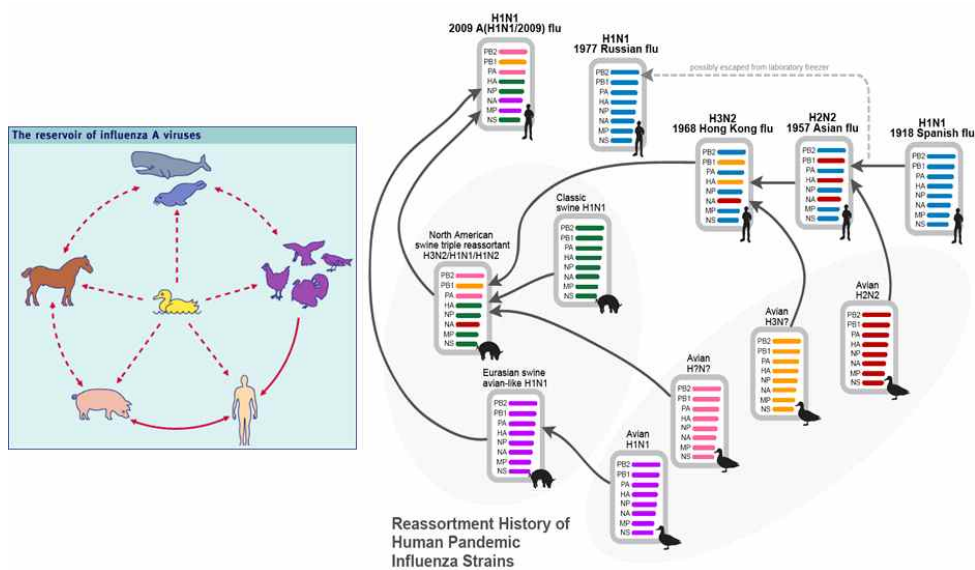 The reservoir of influenza A viruses
H1N1
2009 A(H1N1/2009) flu
PB2
PB1
PA
HA
NP
NA
MP
NS
H1N1
1977 Russian flu
PB2
PB1
PA
HA
NP
NA
MP
NS
possibly escaped from laboratory freezer
H3N2
1968 Hong Kong flu
PB2
PB1
PA
HA
NP
NA
MP
NS
H2N2
1957 Asian flu
PB2
PB1
PA
HA
NP
NA
MP
NS
H1N1
1918 Spanish flu
PB2
PB1
PA
HA
NP
NA
MP
NS
Classic
swine H1N1
PB2
PB1
PA
HA
NP
NA
MP
NS
North American
swine triple reassortant
H3N2/H1N1/H1N2
PB2
PB1
PA
HA
NP
NA
MP
NS
Avian
H2N2
PB2
PB1
PA
HA
NP
NA
MP
NS
Avian
H3N?
PB2
PB1
PA
HA
NP
NA
MP
NS
Avian
H?N?
PB2
PB1
PA
HA
NP
NA
MP
NS
Eurasian swine
avian-like H1N1
PB2
PB1
PA
HA
NP
NA
MP
NS
Avian
H1N1
PB2
PB1
PA
HA
NP
NA
MP
NS
Reassortment History of
Human Pandemic
Influenza Strains